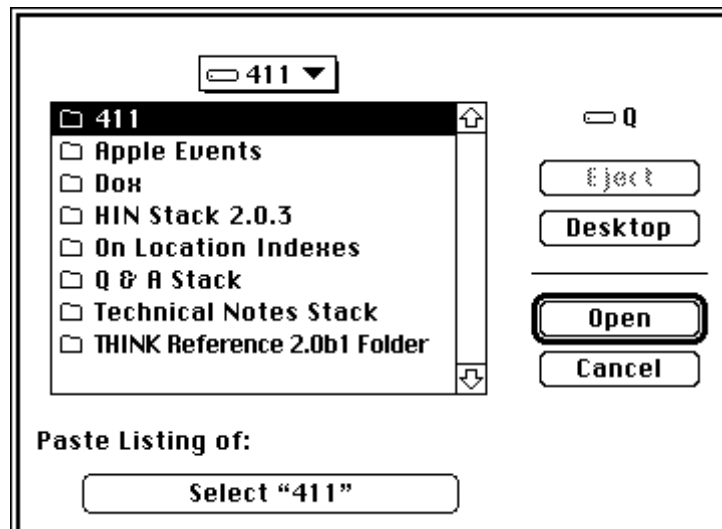 411
411
Q
Apple Events
Eject
Dox
HIN Stack 2.0.3
Desktop
On Location Indexes
Q & A Stack
Technical Notes Stack
Open
THINK Reference 2.0b1 Folder
Cancel
Paste Listing of:
Select “411”